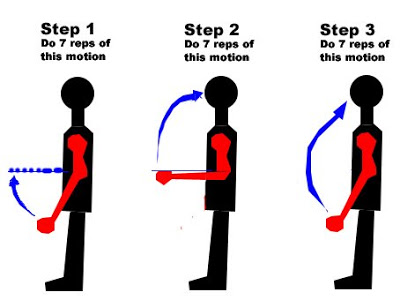 Step 1
Do 7 reps of
this motion
Step 2
Do 7 reps of
this motion
Step 3
Do 7 reps of
this motion